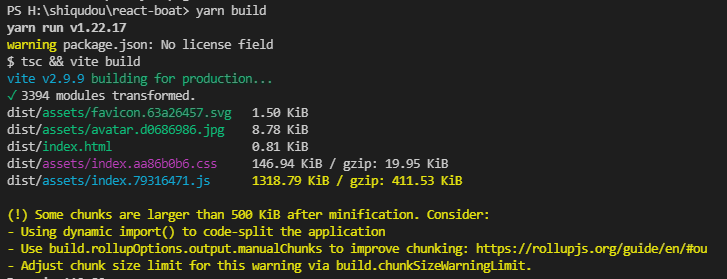 PS H:\shiqudou\react-boat> yarn build
yarn run v1.22.17
warning package.json: No license field
$ tsc && vite build
vite v2.9.9 building for production...
✓ 3394 modules transformed.
dist/assets/favicon.63a26457.svg 1.50 KiB
dist/assets/avatar.d0686986.jpg 8.78 KiB
dist/index.html 0.81 KiB
dist/assets/index.aa86b0b6.css 146.94 KiB / gzip: 19.95 KiB
dist/assets/index.79316471.js 1318.79 KiB / gzip: 411.53 KiB
(!) Some chunks are larger than 500 KiB after minification. Consider:
- Using dynamic import() to code-split the application
- Use build.rollupOptions.output.manualChunks to improve chunking: https://rollupjs.org/guide/en/#ou
- Adjust chunk size limit for this warning via build.chunkSizeWarningLimit.